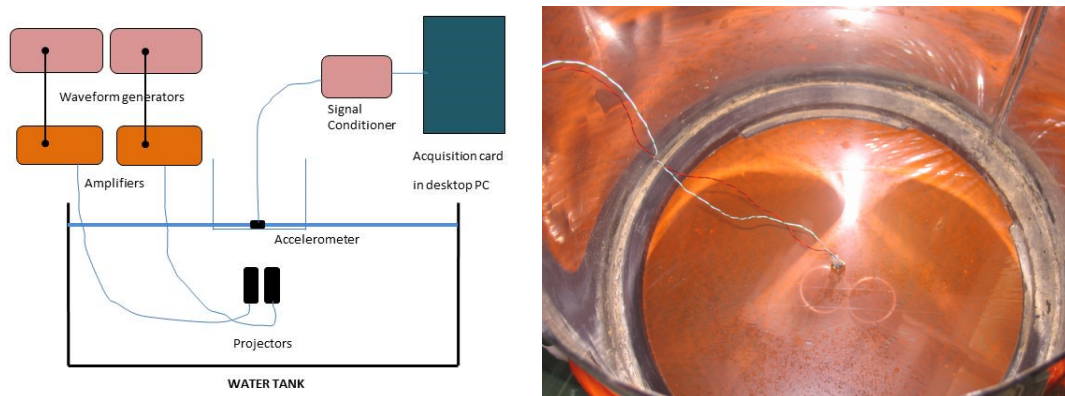 Waveform generators
Signal
Conditioner
Amplifiers
Acquisition card
in desktop PC
Accelerometer
Projectors
WATER TANK